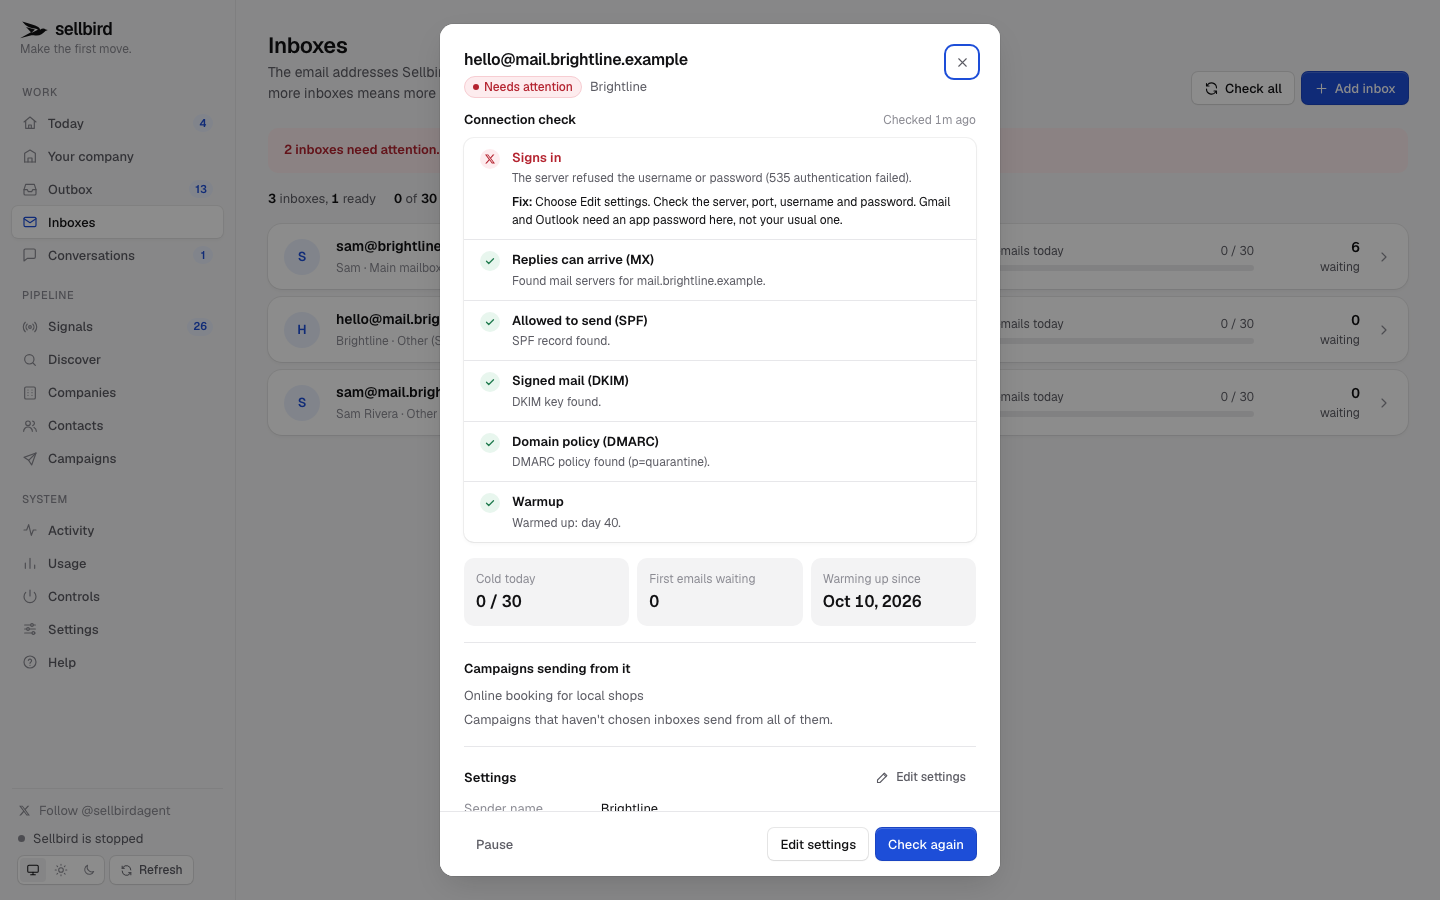 sellbird
Make the first move.
WORK
Today 4
Your company
Outbox 13
Inboxes
Conversations 1
PIPELINE
Signals 26
Discover
Companies
Contacts
Campaigns
SYSTEM
Activity
Usage
Controls
Settings
Help
Follow @sellbirdagent
Sellbird is stopped
Refresh
Inboxes
The email addresses Sellbi
more inboxes means more
Check all
Add inbox
2 inboxes need attention.
3 inboxes, 1 ready 0 of 30
S
sam@brightline
Sam · Main mailbox
emails today 0 / 30
6
waiting
H
hello@mail.brig
Brightline · Other (S
emails today 0 / 30
0
waiting
S
sam@mail.brigh
Sam Rivera · Other
emails today 0 / 30
0
waiting
hello@mail.brightline.example
Needs attention Brightline
Connection check Checked 1m ago
Signs in
The server refused the username or password (535 authentication failed).
Fix: Choose Edit settings. Check the server, port, username and password. Gmail
and Outlook need an app password here, not your usual one.
Replies can arrive (MX)
Found mail servers for mail.brightline.example.
Allowed to send (SPF)
SPF record found.
Signed mail (DKIM)
DKIM key found.
Domain policy (DMARC)
DMARC policy found (p=quarantine).
Warmup
Warmed up: day 40.
Cold today
0 / 30
First emails waiting
0
Warming up since
Oct 10, 2026
Campaigns sending from it
Online booking for local shops
Campaigns that haven't chosen inboxes send from all of them.
Settings Edit settings
Sender name Brightline
Pause
Edit settings
Check again